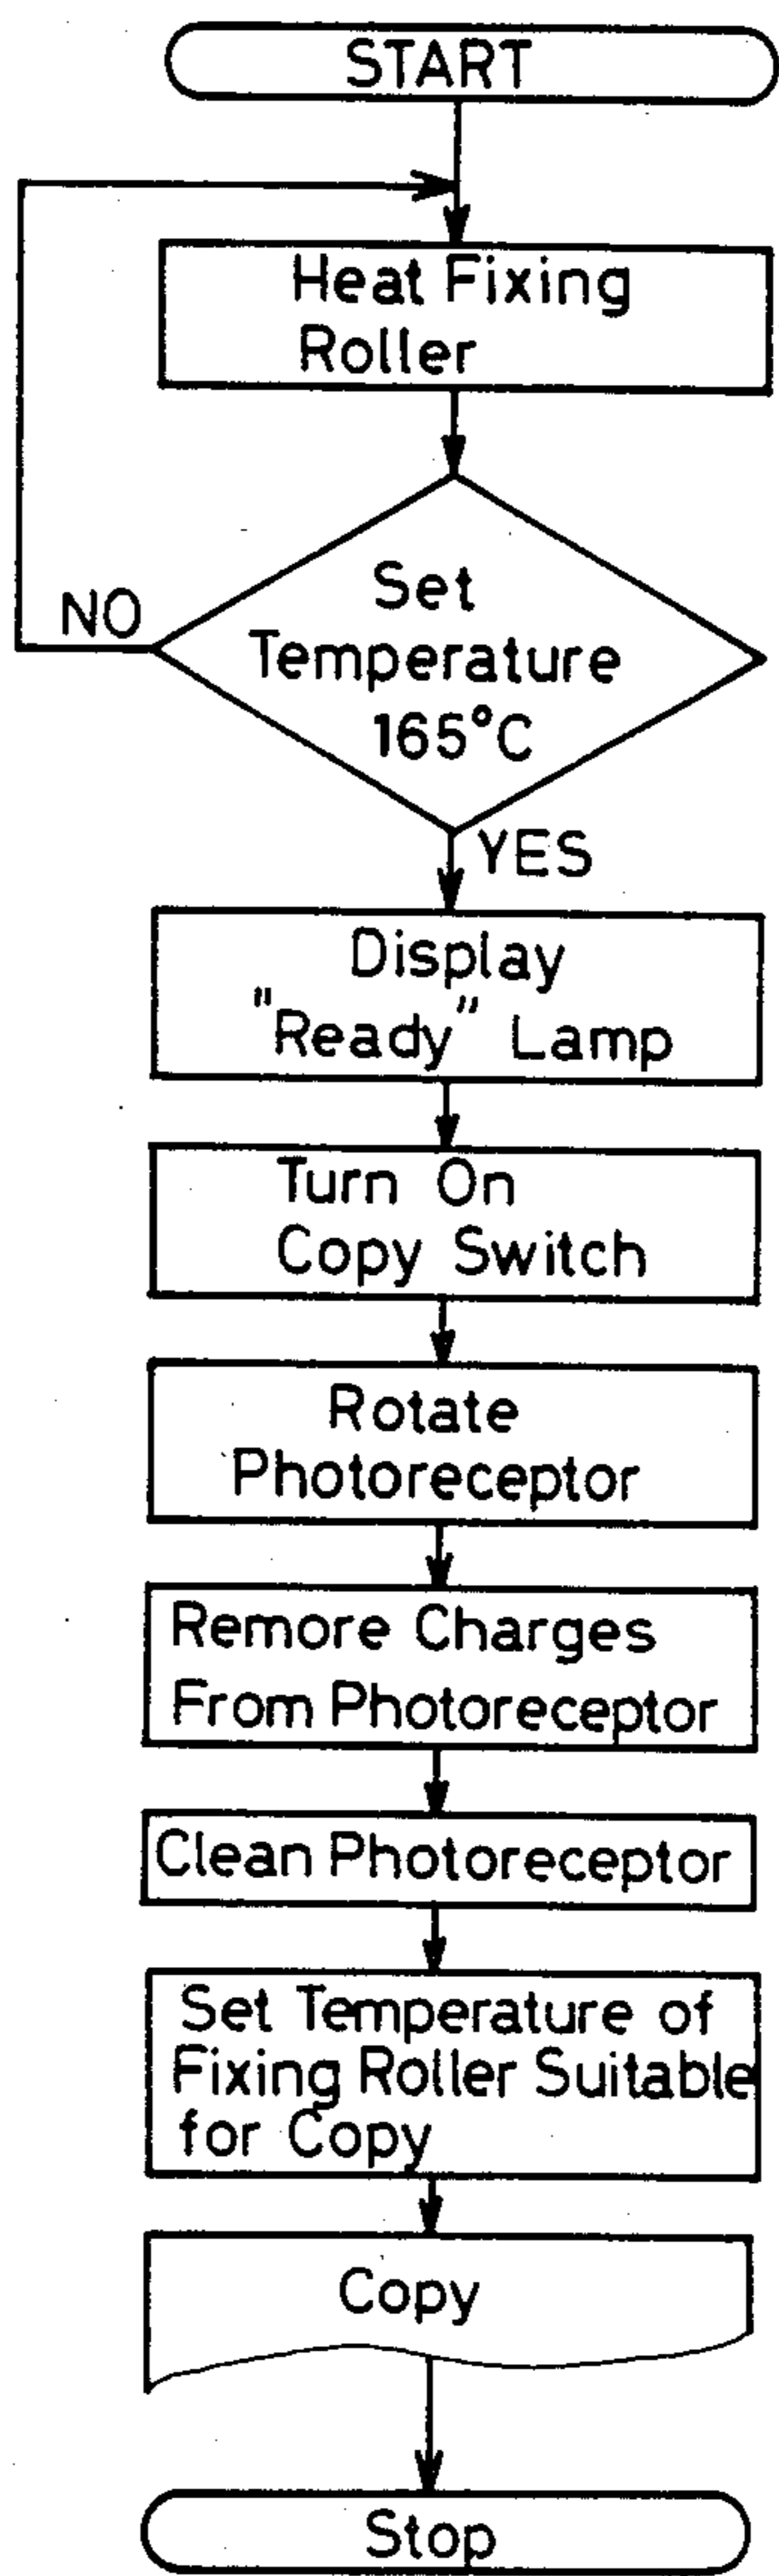 START
Heat Fixing
Roller
Set
Temperature
165°C
NO
YES
Display
"Ready" Lamp
Turn On
Copy Switch
Rotate
Photoreceptor
Remore Charges
From Photoreceptor
Clean Photoreceptor
Set Temperature of
Fixing Roller Suitable
for Copy
Copy
Stop